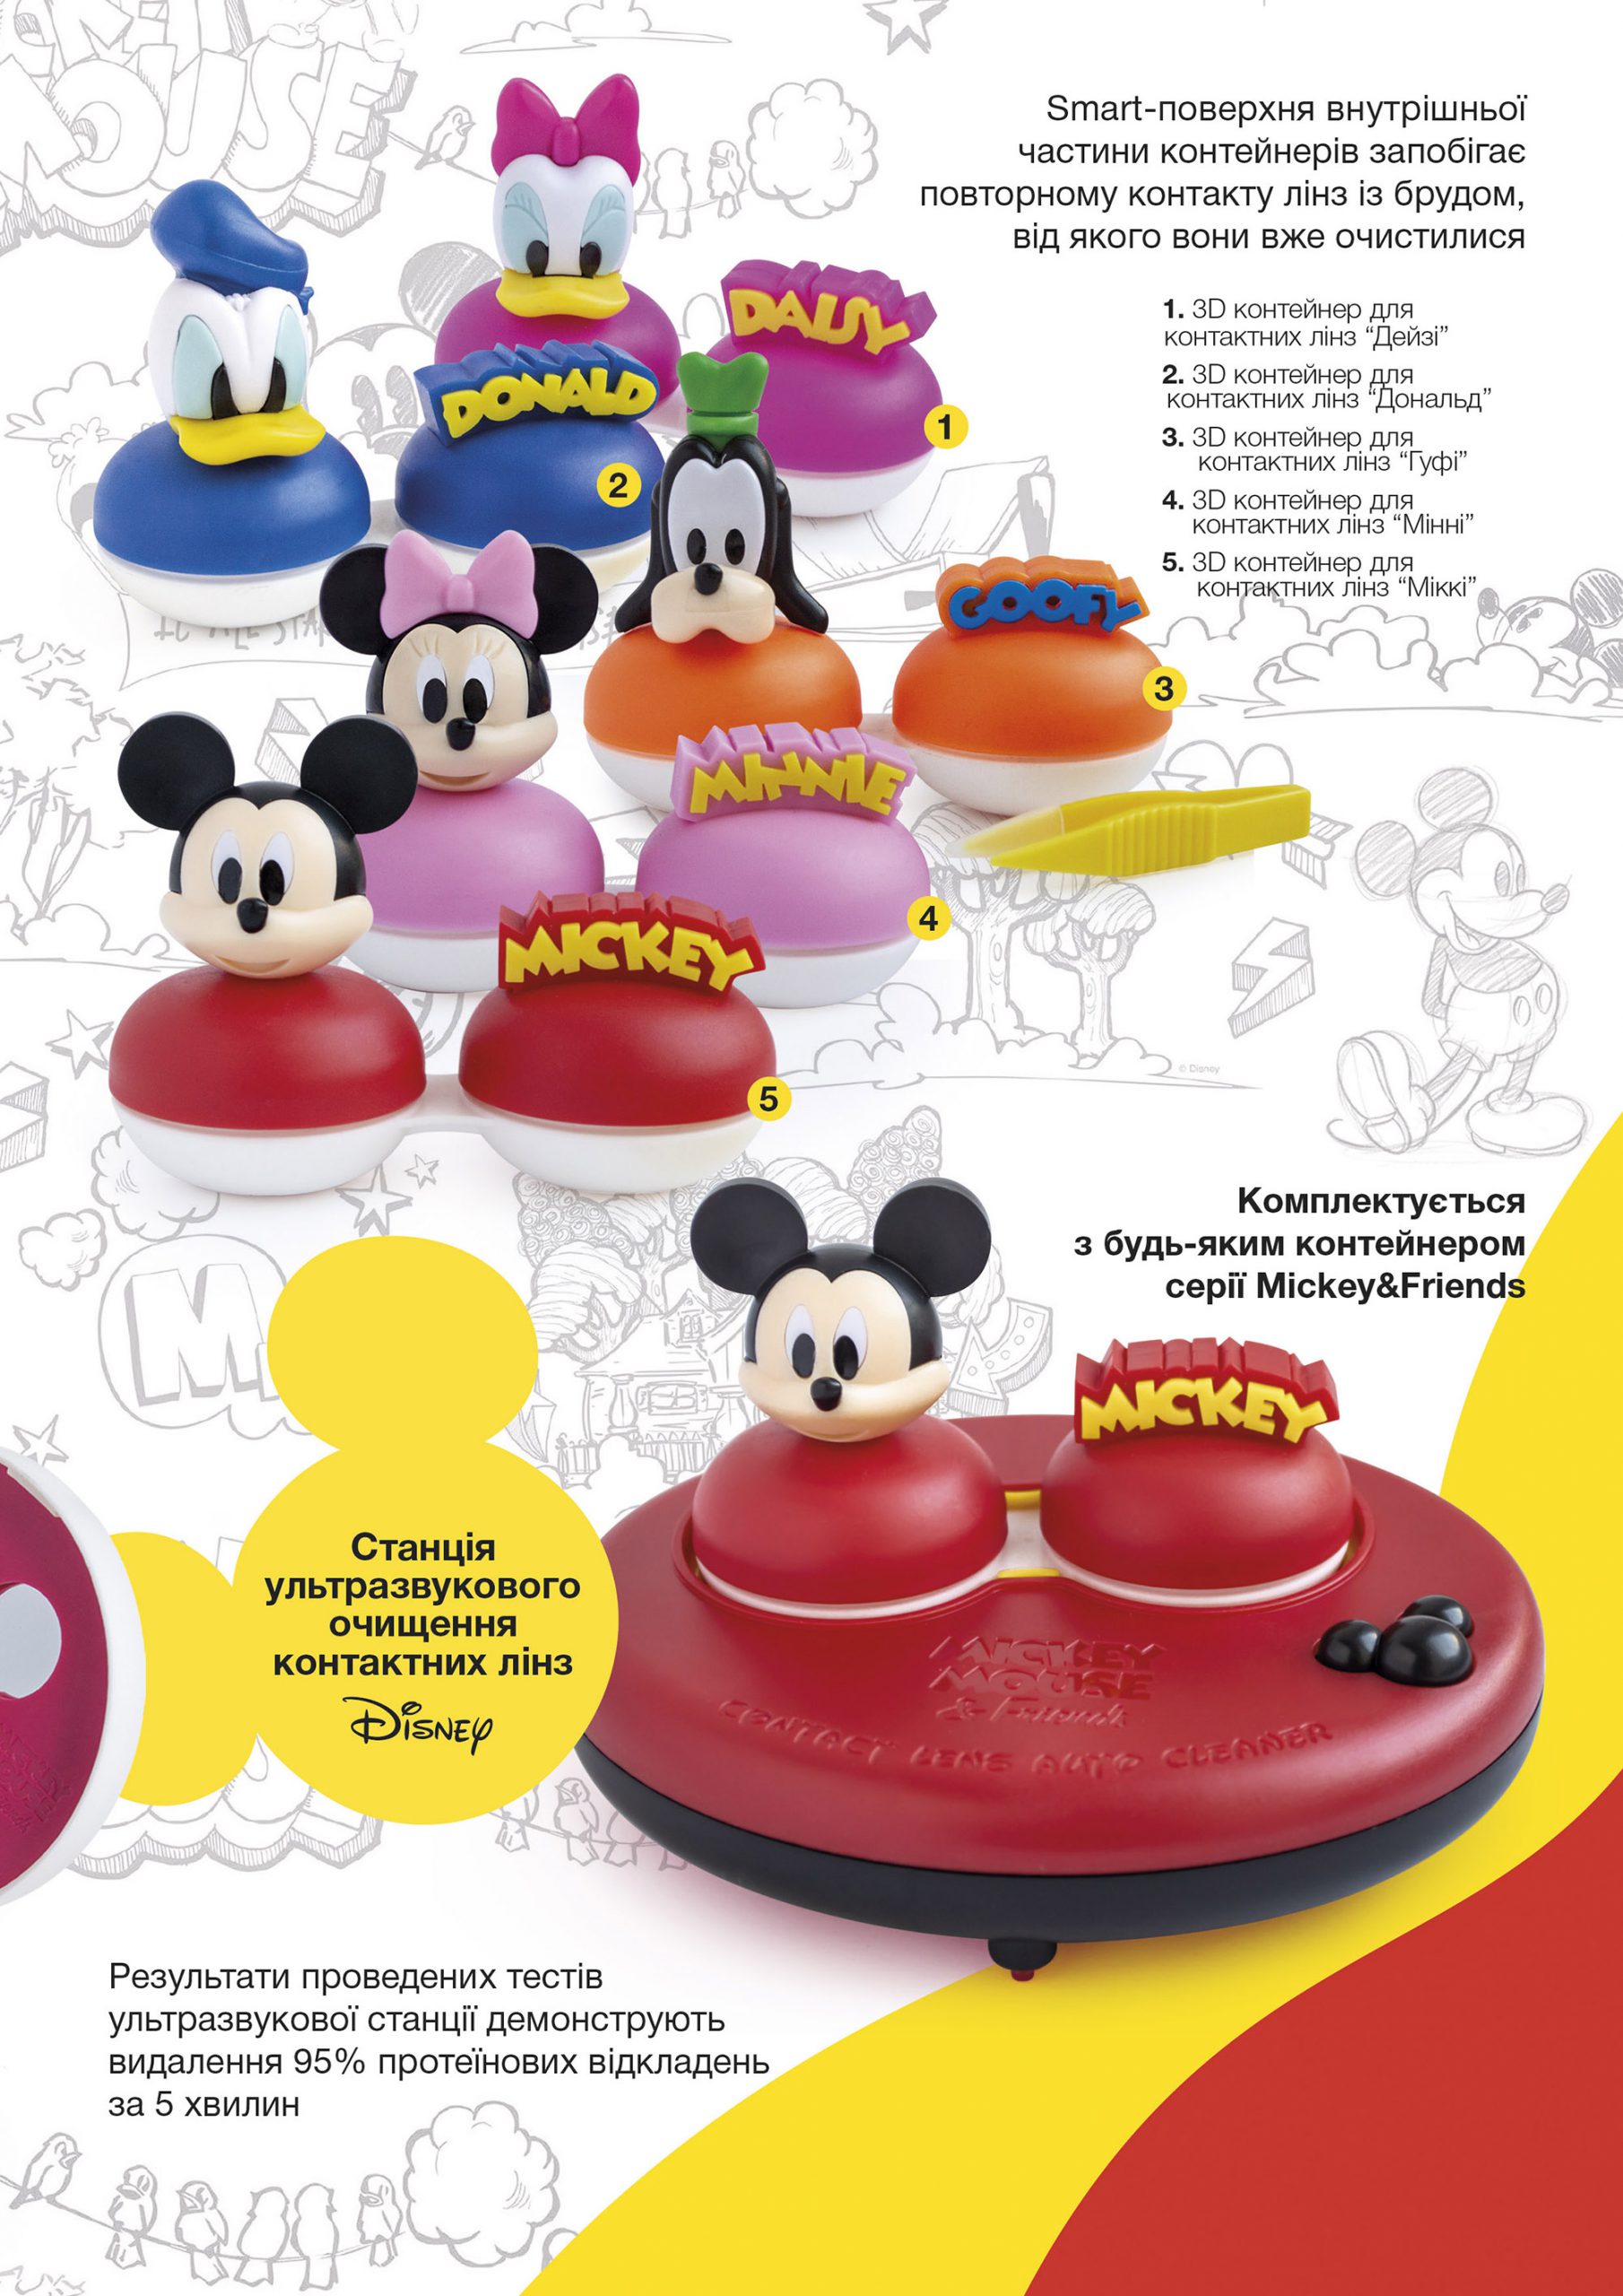 MOUSE
Smart-поверхня внутрішньої
частини контейнерів запобігає
повторному контакту лінз із брудом,
від якого вони вже очистилися
1. 3D контейнер для
контактних лінз “Дейзі”
2. 3D контейнер для
контактних лінз “Дональд”
3. 3D контейнер для
контактних лінз “Гуфі”
4. 3D контейнер для
контактних лінз “Мінні”
5. 3D контейнер для
контактних лінз “Міккі”
DAISY
1
DONALD
2
GOOFY
3
MINNIE
4
MICKEY
5
© Disney
Комплектується
з будь-яким контейнером
серії Mickey&Friends
M
MICKEY
Станція
ультразвукового
очищення
контактних лінз
Disney
MICKEY
MOUSE
& Friends
CONTACT LENS AUTO CLEANER
Результати проведених тестів
ультразвукової станції демонструють
видалення 95% протеїнових відкладень
за 5 хвилин